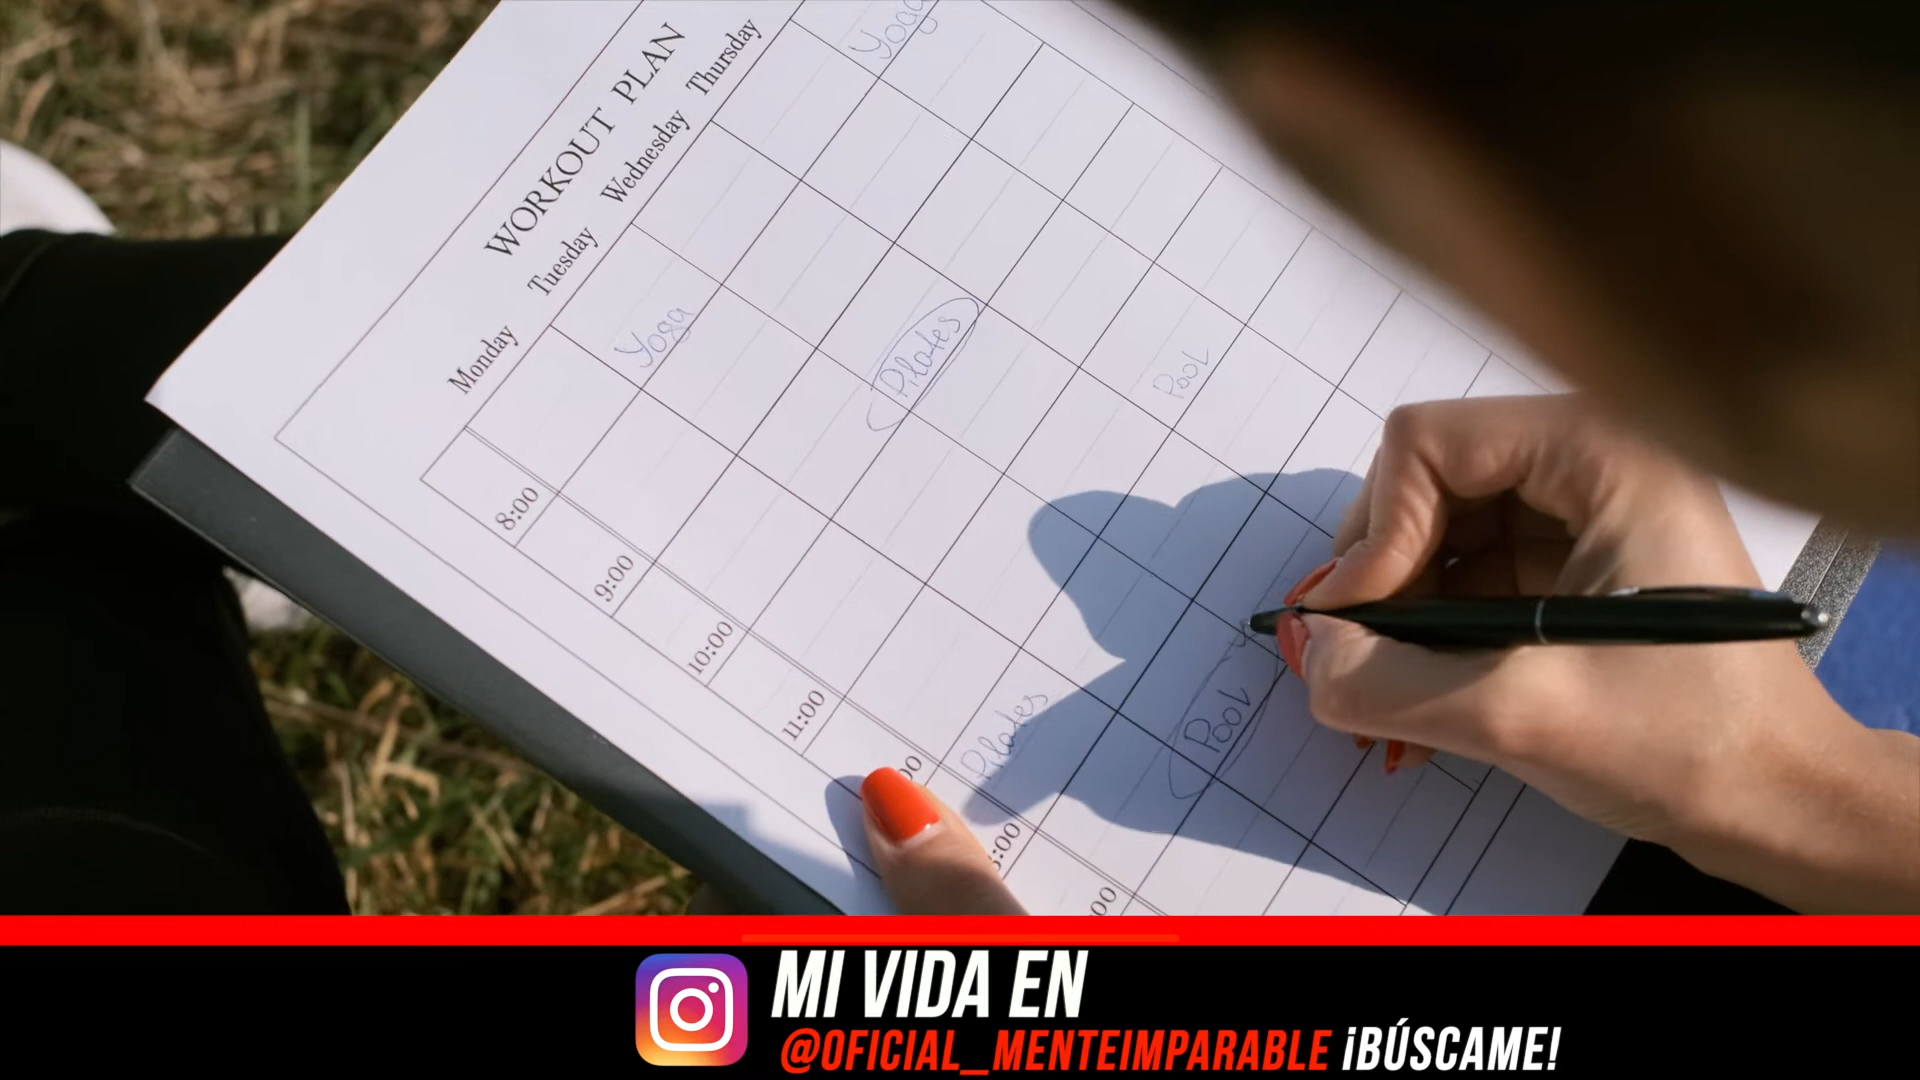 WORKOUT PLAN
Monday Tuesday Wednesday Thursday
8:00
Yoga
9:00
Yoga
10:00
Pilates
11:00
Pool
Pilates
Pool
MI VIDA EN
@OFICIAL_MENTEIMPARABLE ¡BÚSCAME!